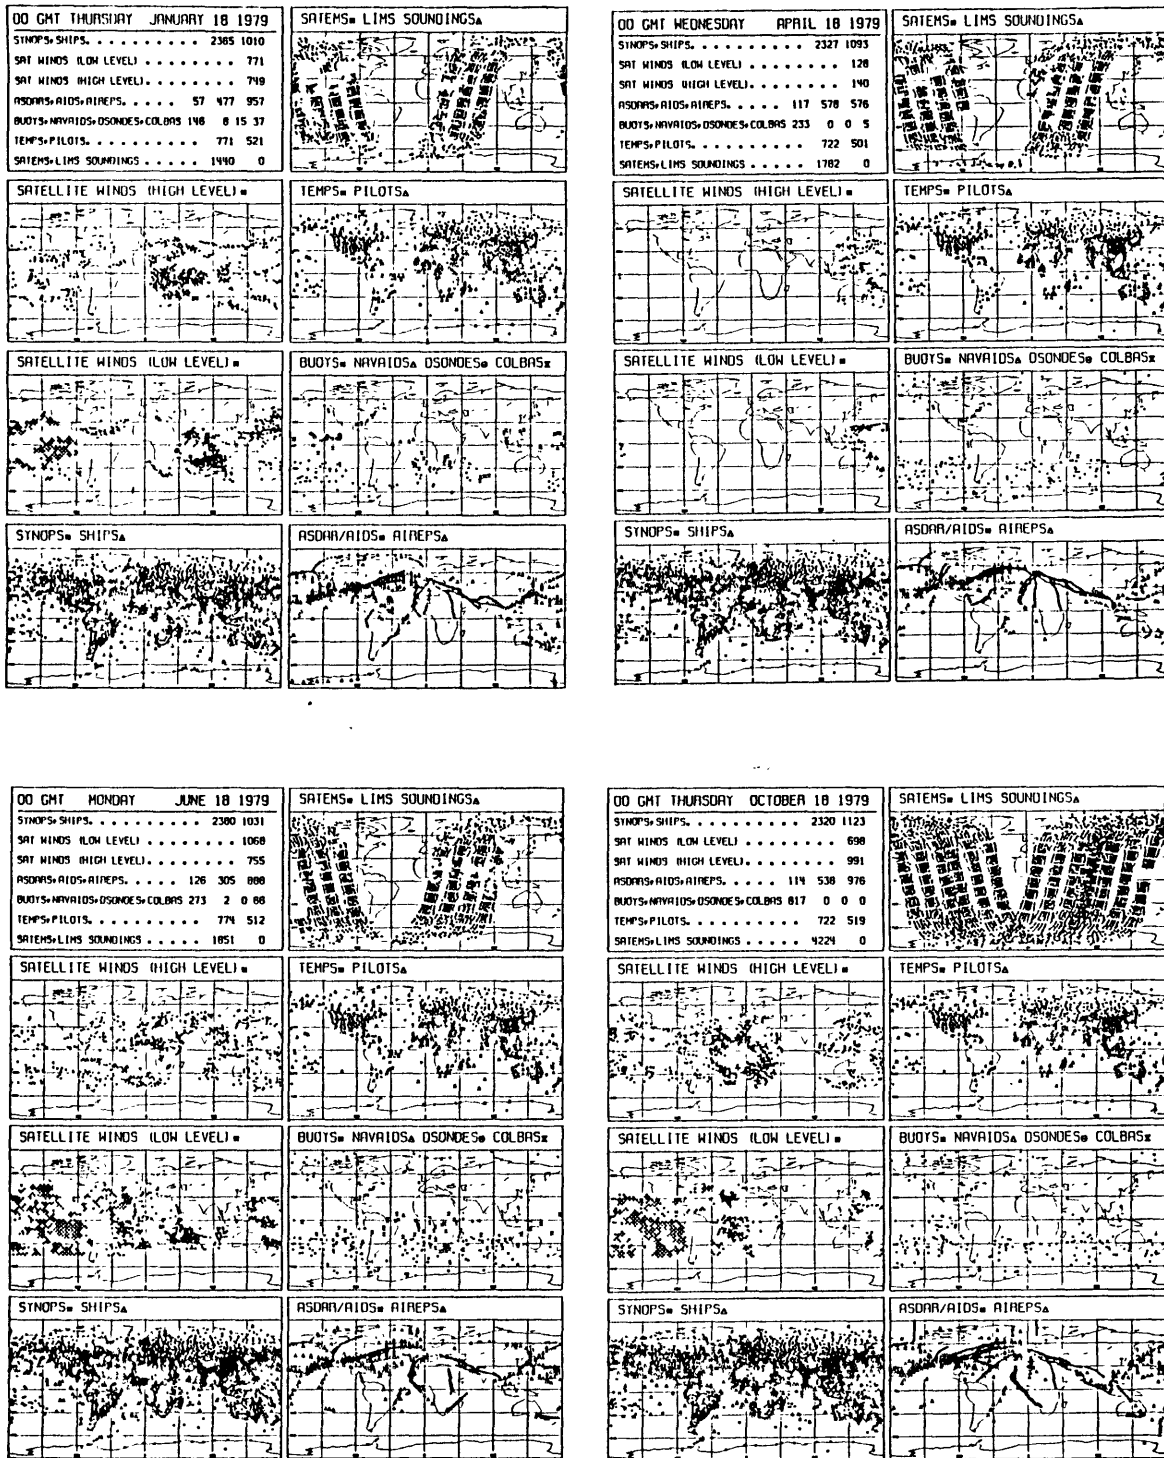 00 GMT THURSDAY JANUARY 18 1979
SYNOPS, SHIPS. . . . . . . . . . 2385 1010
SAT WINDS (LOW LEVEL) . . . . . . . . 771
SAT WINDS (HIGH LEVEL) . . . . . . . . 749
ASDARS, AIDS, AIREPS. . . . . . 57 477 957
BUOYS, NAVAIDS, DSONDES, COLBAS 146 8 15 37
TEMPS, PILOTS. . . . . . . . . . 771 521
SATEMS, LIMS SOUNDINGS . . . . . 1440 0
SATEMS■ LIMS SOUNDINGS▲
SATELLITE WINDS (HIGH LEVEL) ■
TEMPS■ PILOTS▲
SATELLITE WINDS (LOW LEVEL) ■
BUOYS■ NAVAIDS▲ DSONDES● COLBAS⧗
SYNOPS■ SHIPS▲
ASDAR/AIDS■ AIREPS▲
00 GMT WEDNESDAY APRIL 18 1979
SYNOPS, SHIPS. . . . . . . . . . 2327 1093
SAT WINDS (LOW LEVEL) . . . . . . . . 128
SAT WINDS (HIGH LEVEL) . . . . . . . . 140
ASDARS, AIDS, AIREPS. . . . . . 117 578 576
BUOYS, NAVAIDS, DSONDES, COLBAS 233 0 0 5
TEMPS, PILOTS. . . . . . . . . . 722 501
SATEMS, LIMS SOUNDINGS . . . . . 1782 0
SATEMS■ LIMS SOUNDINGS▲
SATELLITE WINDS (HIGH LEVEL) ■
TEMPS■ PILOTS▲
SATELLITE WINDS (LOW LEVEL) ■
BUOYS■ NAVAIDS▲ DSONDES● COLBAS⧗
SYNOPS■ SHIPS▲
ASDAR/AIDS■ AIREPS▲
00 GMT MONDAY JUNE 18 1979
SYNOPS, SHIPS. . . . . . . . . . 2380 1031
SAT WINDS (LOW LEVEL) . . . . . . . . 1068
SAT WINDS (HIGH LEVEL) . . . . . . . . 755
ASDARS, AIDS, AIREPS. . . . . . 126 305 888
BUOYS, NAVAIDS, DSONDES, COLBAS 273 2 0 88
TEMPS, PILOTS. . . . . . . . . . 774 512
SATEMS, LIMS SOUNDINGS . . . . . 1851 0
SATEMS■ LIMS SOUNDINGS▲
SATELLITE WINDS (HIGH LEVEL) ■
TEMPS■ PILOTS▲
SATELLITE WINDS (LOW LEVEL) ■
BUOYS■ NAVAIDS▲ DSONDES● COLBAS⧗
SYNOPS■ SHIPS▲
ASDAR/AIDS■ AIREPS▲
00 GMT THURSDAY OCTOBER 18 1979
SYNOPS, SHIPS. . . . . . . . . . 2320 1123
SAT WINDS (LOW LEVEL) . . . . . . . . 698
SAT WINDS (HIGH LEVEL) . . . . . . . . 991
ASDARS, AIDS, AIREPS. . . . . . 114 538 976
BUOYS, NAVAIDS, DSONDES, COLBAS 817 0 0 0
TEMPS, PILOTS. . . . . . . . . . 722 519
SATEMS, LIMS SOUNDINGS . . . . . 4224 0
SATEMS■ LIMS SOUNDINGS▲
SATELLITE WINDS (HIGH LEVEL) ■
TEMPS■ PILOTS▲
SATELLITE WINDS (LOW LEVEL) ■
BUOYS■ NAVAIDS▲ DSONDES● COLBAS⧗
SYNOPS■ SHIPS▲
ASDAR/AIDS■ AIREPS▲